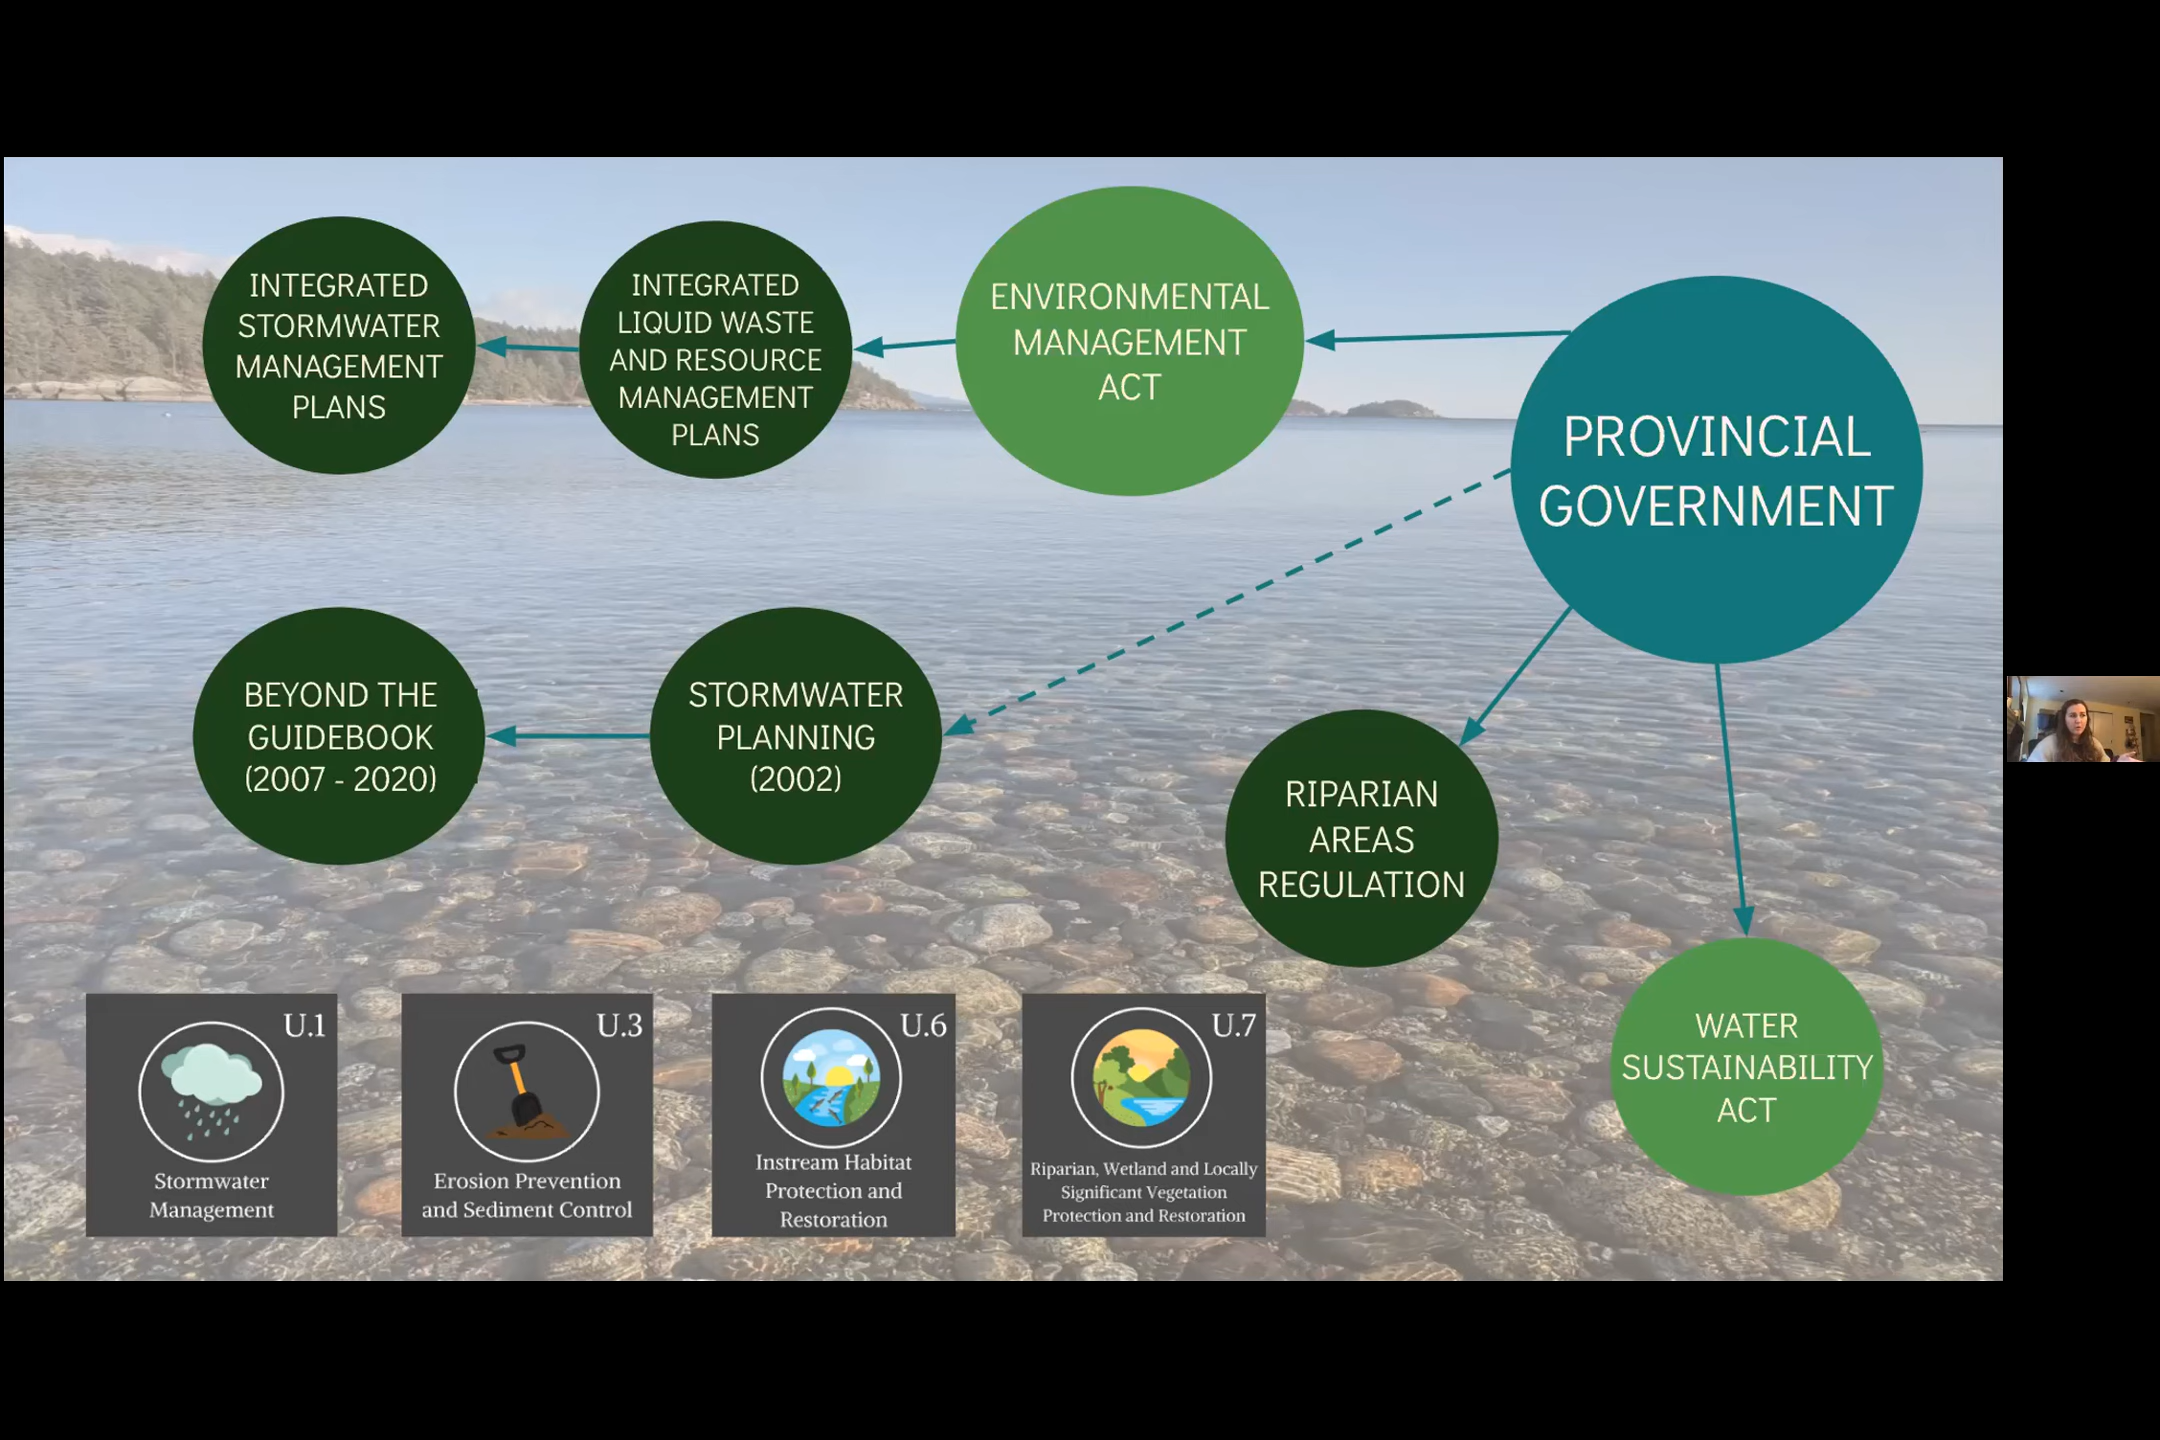 INTEGRATED
STORMWATER
MANAGEMENT
PLANS
INTEGRATED
LIQUID WASTE
AND RESOURCE
MANAGEMENT
PLANS
ENVIRONMENTAL
MANAGEMENT
ACT
PROVINCIAL
GOVERNMENT
BEYOND THE
GUIDEBOOK
(2007 - 2020)
STORMWATER
PLANNING
(2002)
RIPARIAN
AREAS
REGULATION
WATER
SUSTAINABILITY
ACT
U.1
Stormwater
Management
U.3
Erosion Prevention
and Sediment Control
U.6
Instream Habitat
Protection and
Restoration
U.7
Riparian, Wetland and Locally
Significant Vegetation
Protection and Restoration